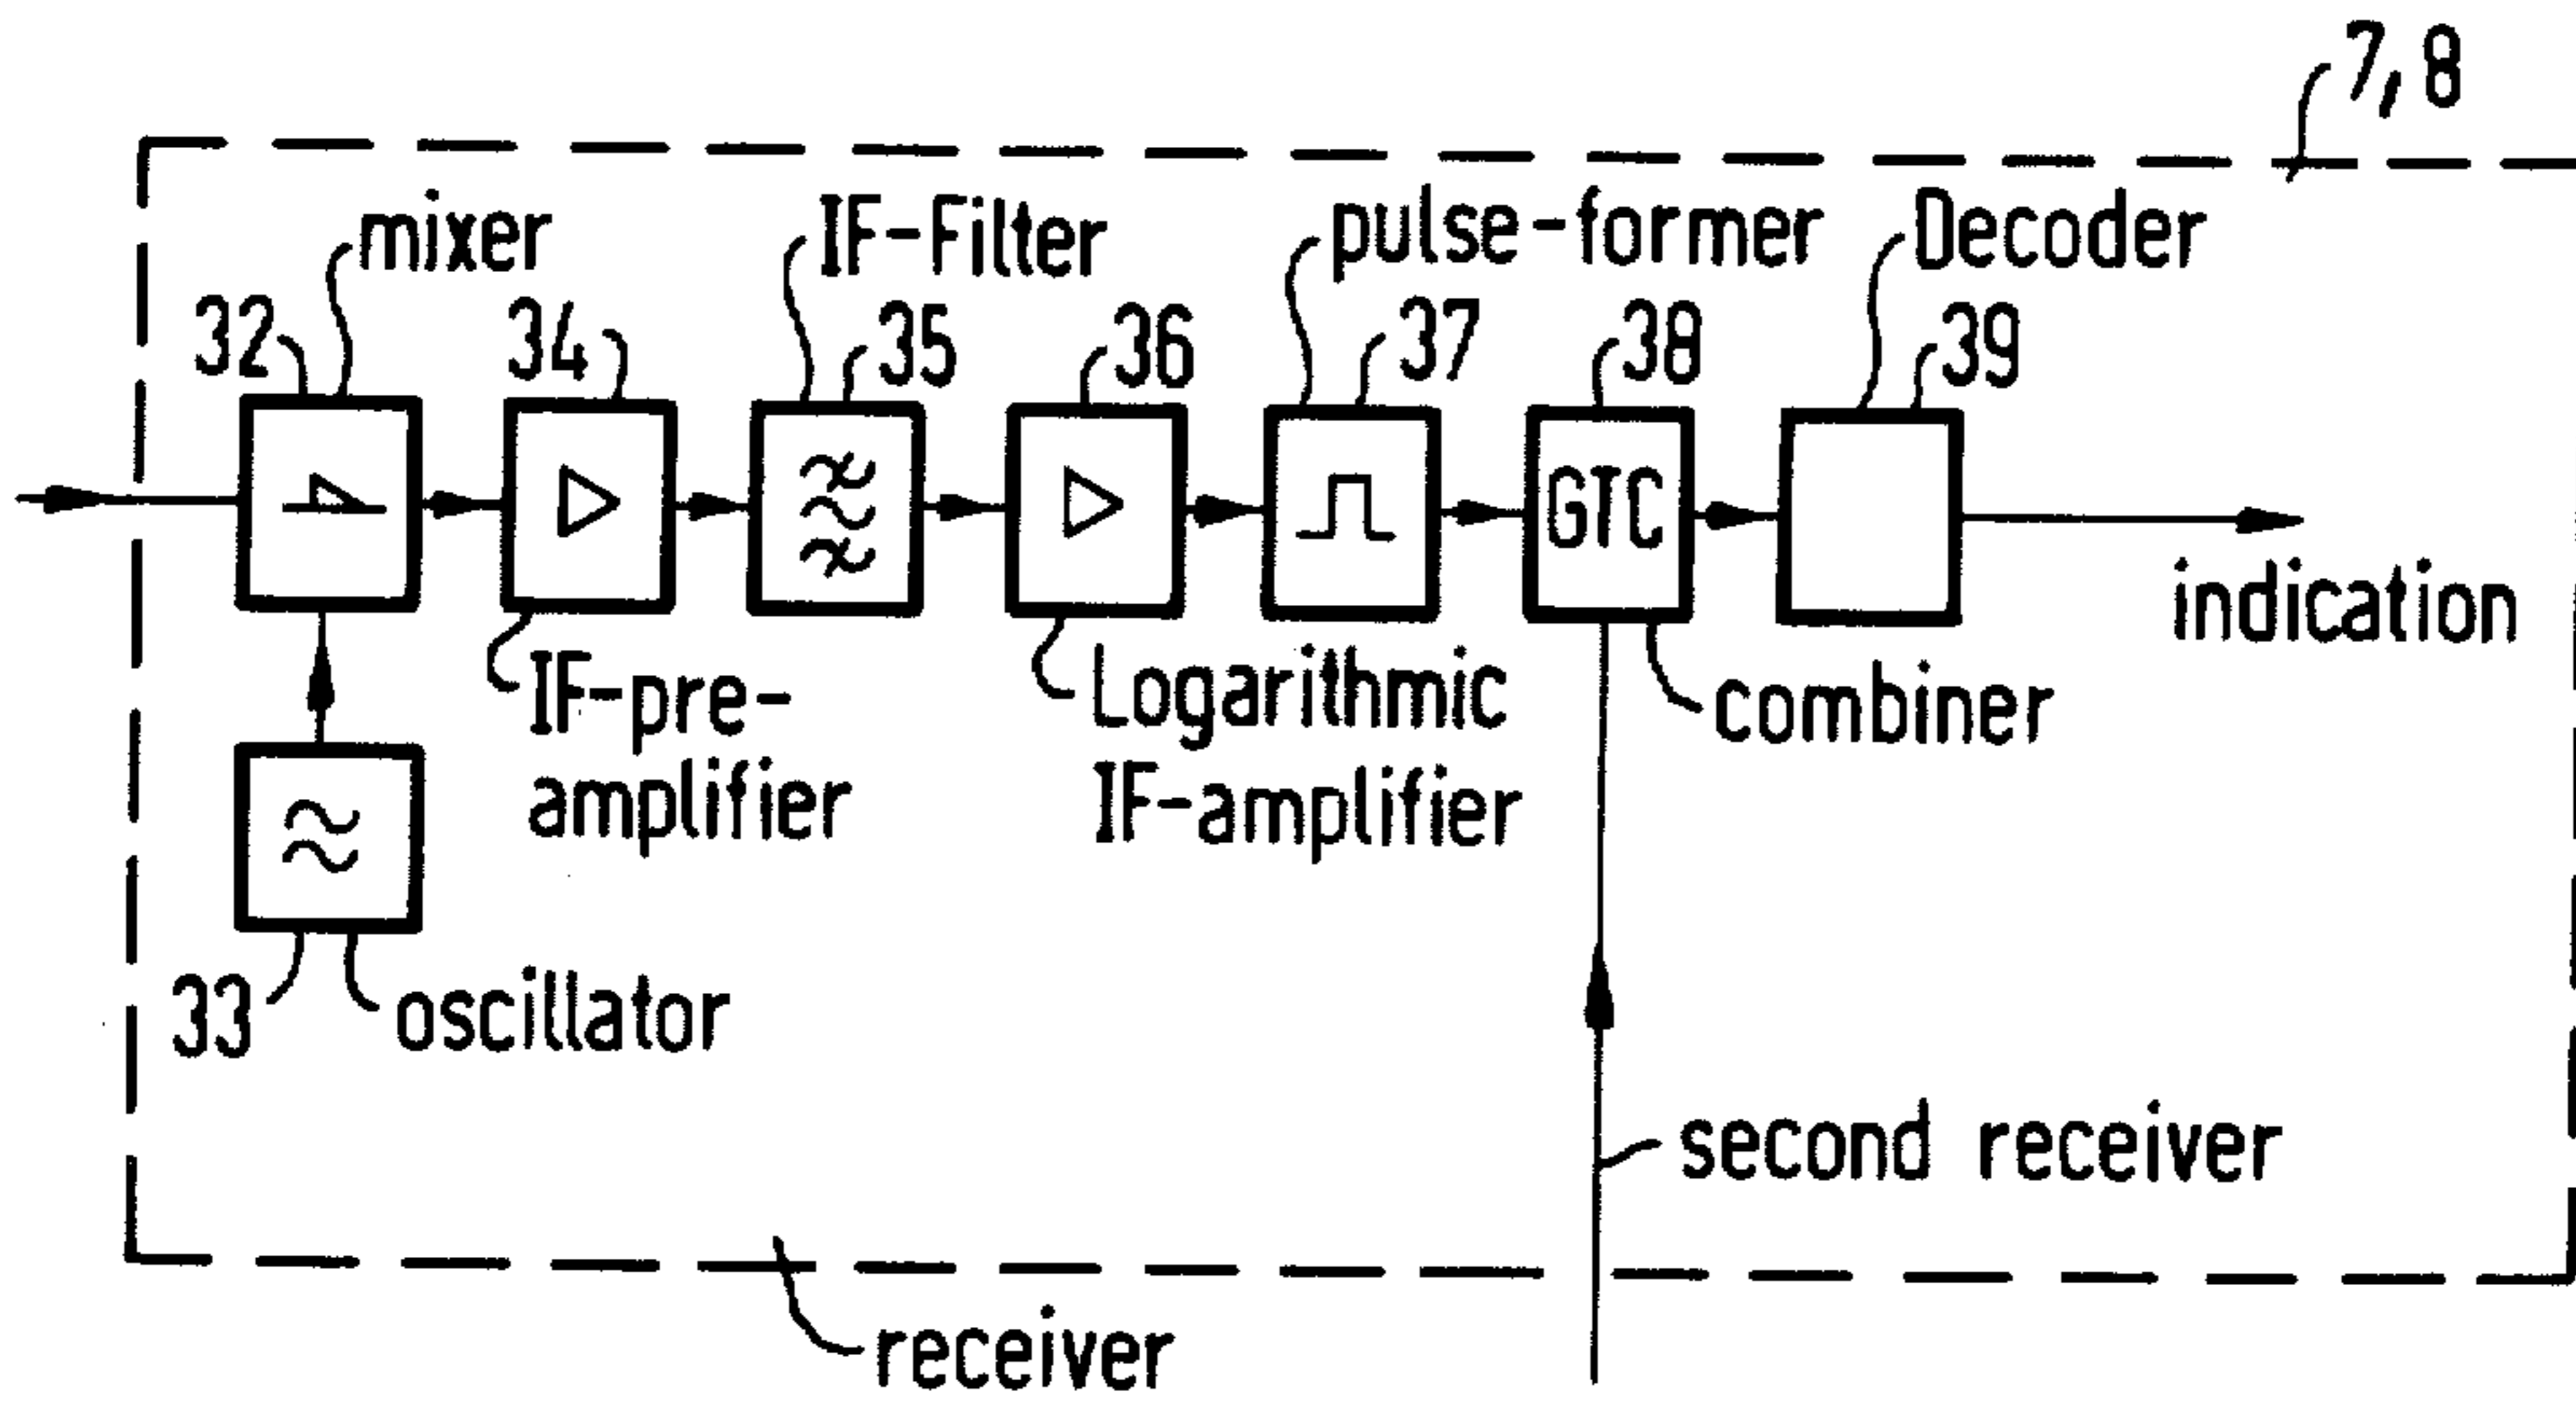 7, 8
mixer
IF-Filter
pulse-former
Decoder
32
34
35
36
37
38
39
GTC
indication
IF-pre-
amplifier
Logarithmic
IF-amplifier
combiner
33
oscillator
second receiver
receiver